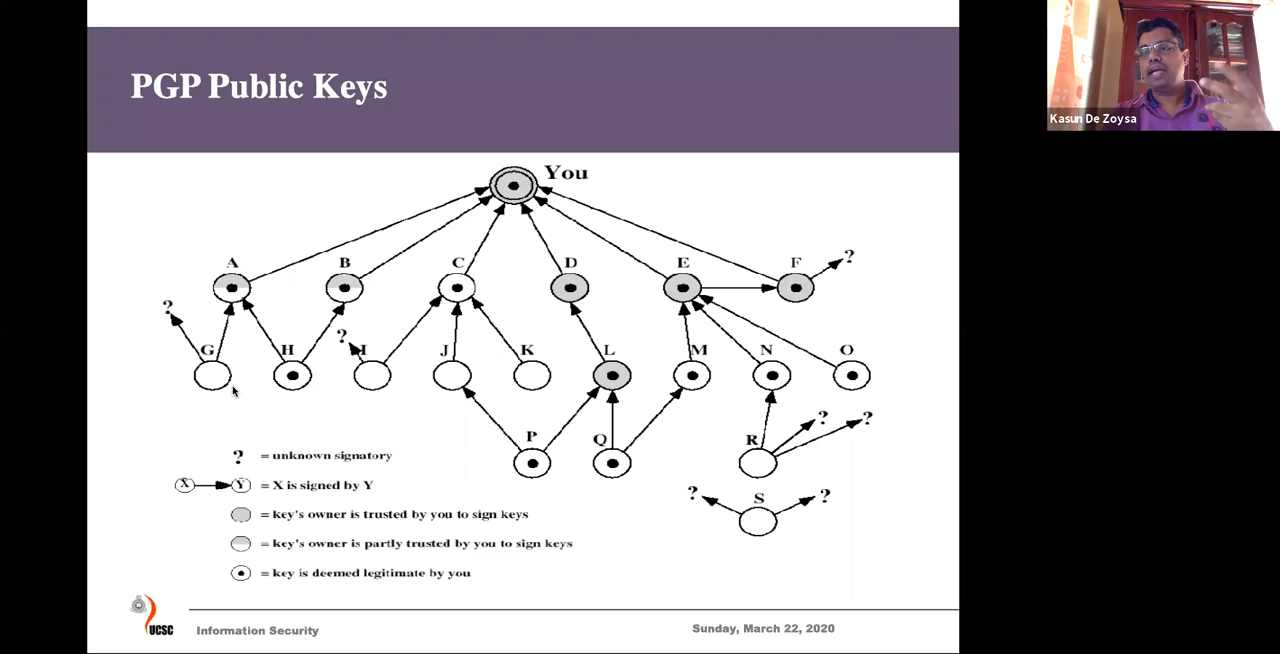 PGP Public Keys
Kasun De Zoysa
You
A B C D E F ?
?
?
G H I J K L M N O
P Q R ? ?
? = unknown signatory
X Y = X is signed by Y
= key's owner is trusted by you to sign keys
= key's owner is partly trusted by you to sign keys
= key is deemed legitimate by you
? S ?
UCSC
Information Security
Sunday, March 22, 2020